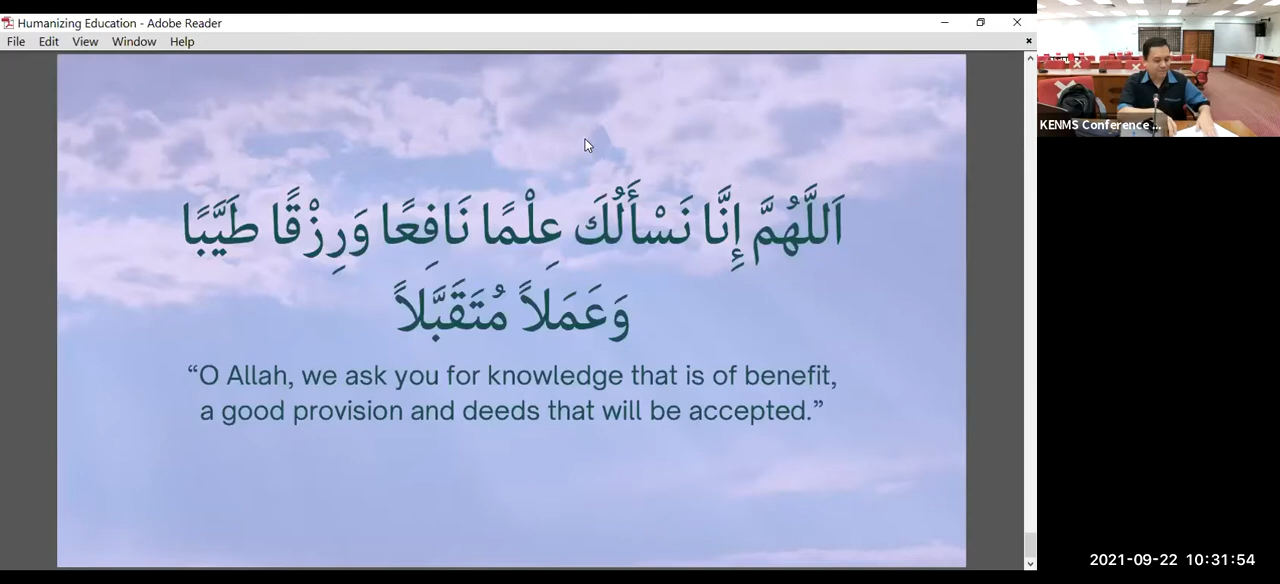 Humanizing Education - Adobe Reader
File Edit View Window Help
اَللَّهُمَّ إِنَّا نَسْأَلُكَ عِلْمًا نَافِعًا وَرِزْقًا طَيَّبًا
وَعَمَلاً مُتَقَبَّلاً
“O Allah, we ask you for knowledge that is of benefit,
a good provision and deeds that will be accepted.”
KENMS Conference ...
2021-09-22 10:31:54